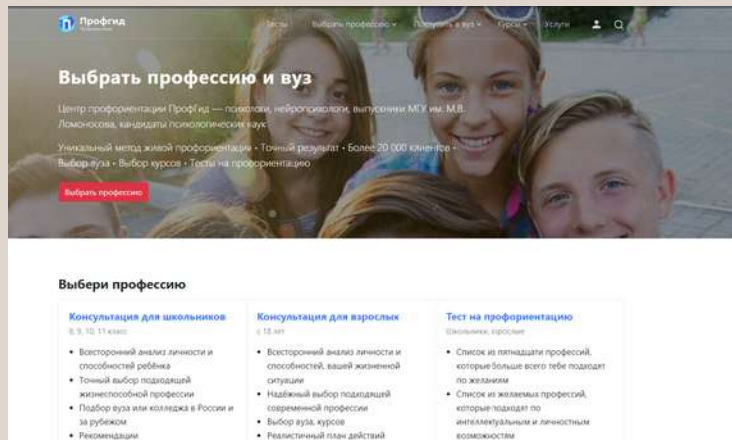 Профгид
Тесты Выбрать профессию Поступить в вуз Курсы Услуги
Выбрать профессию и вуз
Центр профориентации ПрофГид — психологи, нейропсихологи, выпускники МГУ им. М.В.
Ломоносова, кандидаты психологических наук
Уникальный метод живой профориентации • Точный результат • Более 20 000 клиентов •
Выбор вуза • Выбор курсов • Тесты на профориентацию
Выбрать профессию
Выбери профессию
Консультация для школьников
8, 9, 10, 11 класс
• Всесторонний анализ личности и
способностей ребёнка
• Точный выбор подходящей
жизнеспособной профессии
• Подбор вуза или колледжа в России и
за рубежом
• Рекомендации
Консультация для взрослых
с 18 лет
• Всесторонний анализ личности и
способностей, вашей жизненной
ситуации
• Надёжный выбор подходящей
современной профессии
• Выбор вуза, курсов
• Реалистичный план действий
Тест на профориентацию
Школьники, взрослые
• Список из пятнадцати профессий,
которые больше всего тебе подходят
по желаниям
• Список из желаемых профессий,
которые подходят по
интеллектуальным и личностным
возможностям